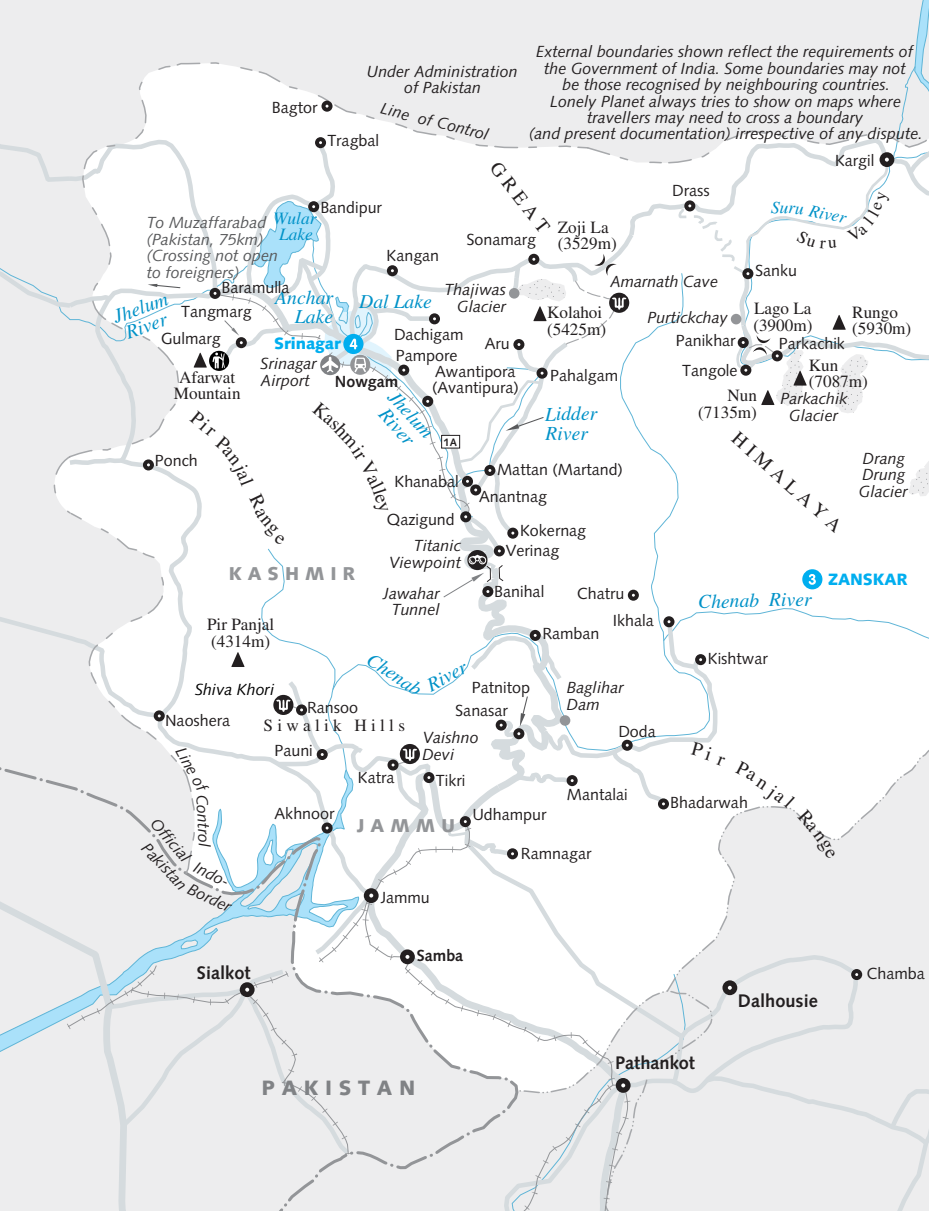 External boundaries shown reflect the requirements of
the Government of India. Some boundaries may not
be those recognised by neighbouring countries.
Lonely Planet always tries to show on maps where
travellers may need to cross a boundary
(and present documentation) irrespective of any dispute.
Under Administration
of Pakistan
Line of Control
Bagtor
Tragbal
Kargil
GREAT
Drass
Suru River
Suru Valley
Bandipur
Wular
Lake
To Muzaffarabad
(Pakistan, 75km)
(Crossing not open
to foreigners)
Zoji La
(3529m)
Sonamarg
Kangan
Sanku
Amarnath Cave
Baramulla
Thajiwas
Glacier
Anchar
Lake
Dal Lake
Jhelum
River
Tangmarg
Kolahoi
(5425m)
Purtickchay
Lago La
(3900m)
Rungo
(5930m)
Dachigam
Gulmarg
Srinagar
4
Aru
Panikhar
Parkachik
Srinagar
Airport
Nowgam
Pampore
Awantipora
(Avantipura)
Pahalgam
Tangole
Kun
(7087m)
Afarwat
Mountain
Nun
(7135m)
Parkachik
Glacier
Jhelum
River
Lidder
River
Pir Panjal Range
Kashmir Valley
1A
HIMALAYA
Ponch
Mattan (Martand)
Khanabal
Anantnag
Drang
Drung
Glacier
Qazigund
Kokernag
Titanic
Viewpoint
Verinag
KASHMIR
3
ZANSKAR
Jawahar
Tunnel
Banihal
Chatru
Chenab River
Ikhala
Pir Panjal
(4314m)
Ramban
Chenab River
Kishtwar
Shiva Khori
Patnitop
Baglihar
Dam
Ransoo
Naoshera
Siwalik Hills
Sanasar
Doda
Pauni
Vaishno
Devi
Pir Panjal Range
Line of Control
Katra
Tikri
Mantalai
Bhadarwah
Akhnoor
JAMMU
Udhampur
Official Indo-
Pakistan Border
Ramnagar
Jammu
Samba
Sialkot
Chamba
Dalhousie
Pathankot
PAKISTAN